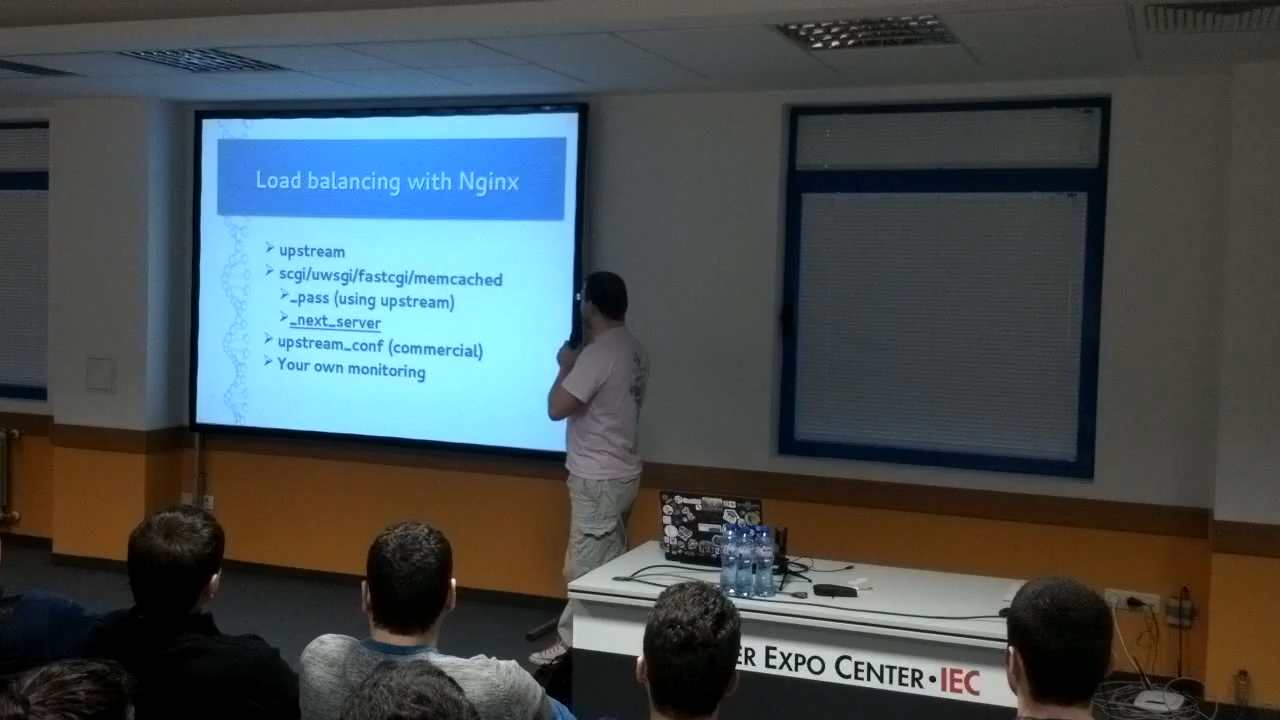 Load balancing with Nginx
➢ upstream
➢ scgi/uwsgi/fastcgi/memcached
➢ _pass (using upstream)
➢ _next_server
➢ upstream_conf (commercial)
➢ Your own monitoring
ER EXPO CENTER • IEC